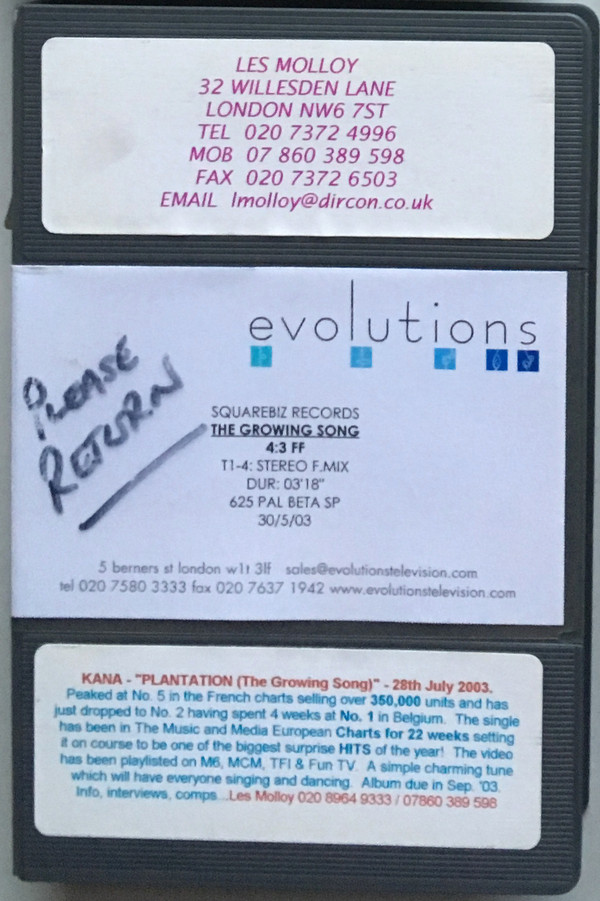 LES MOLLOY
32 WILLESDEN LANE
LONDON NW6 7ST
TEL 020 7372 4996
MOB 07 860 389 598
FAX 020 7372 6503
EMAIL lmolloy@dircon.co.uk
evolutions
PLEASE
RETURN
SQUAREBIZ RECORDS
THE GROWING SONG
4:3 FF
T1-4: STEREO F.MIX
DUR: 03'18"
625 PAL BETA SP
30/5/03
5 berners st london w1t 3lf sales@evolutionstelevision.com
tel 020 7580 3333 fax 020 7637 1942 www.evolutionstelevision.com
KANA - "PLANTATION (The Growing Song)" - 28th July 2003.
Peaked at No. 5 in the French charts selling over 350,000 units and has
just dropped to No. 2 having spent 4 weeks at No. 1 in Belgium. The single
has been in The Music and Media European Charts for 22 weeks setting
it on course to be one of the biggest surprise HITS of the year! The video
has been playlisted on M6, MCM, TFI & Fun TV. A simple charming tune
which will have everyone singing and dancing. Album due in Sep. '03.
Info, interviews, comps...Les Molloy 020 8964 9333 / 07860 389 598